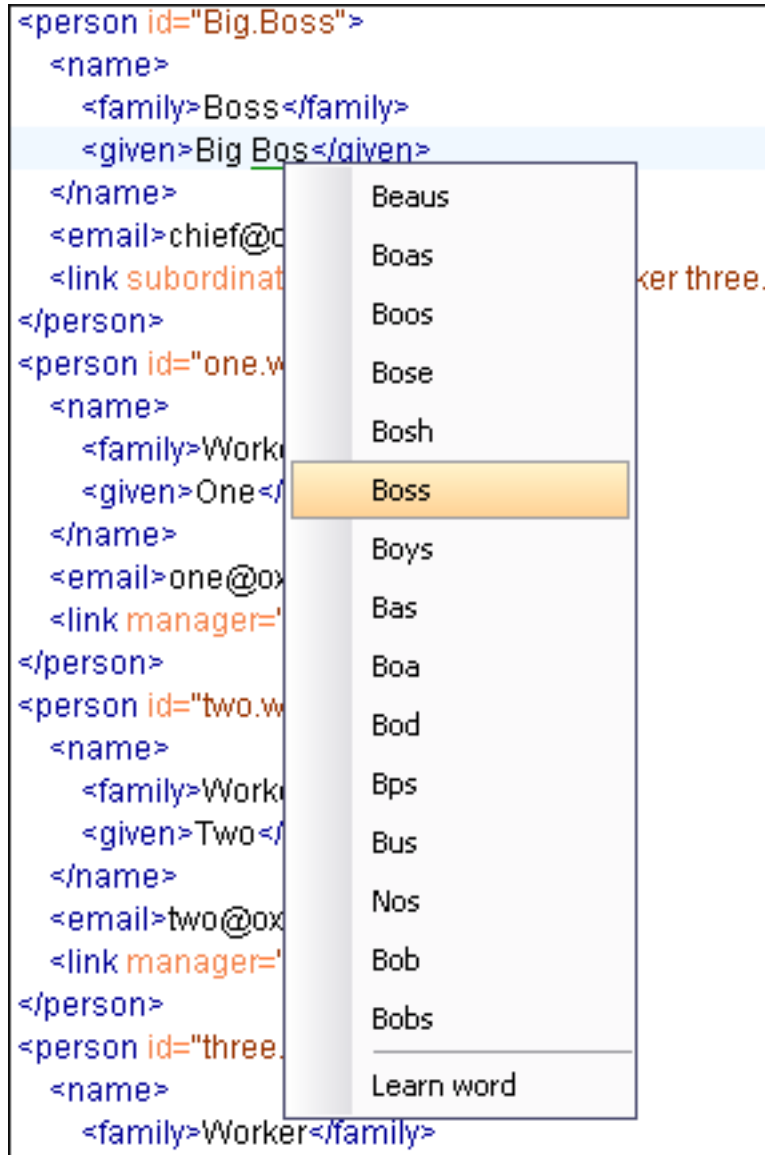 <person id="Big.Boss">
<name>
<family>Boss</family>
<given>Big Bos</given>
</name>
<email>chief@
<link subordinat ker three.
</person>
<person id="one.w
<name>
<family>Work
<given>One</
</name>
<email>one@ox
<link manager="
</person>
<person id="two.w
<name>
<family>Work
<given>Two</
</name>
<email>two@ox
<link manager="
</person>
<person id="three.
<name>
<family>Worker</family>
Beaus
Boas
Boos
Bose
Bosh
Boss
Boys
Bas
Boa
Bod
Bps
Bus
Nos
Bob
Bobs
Learn word